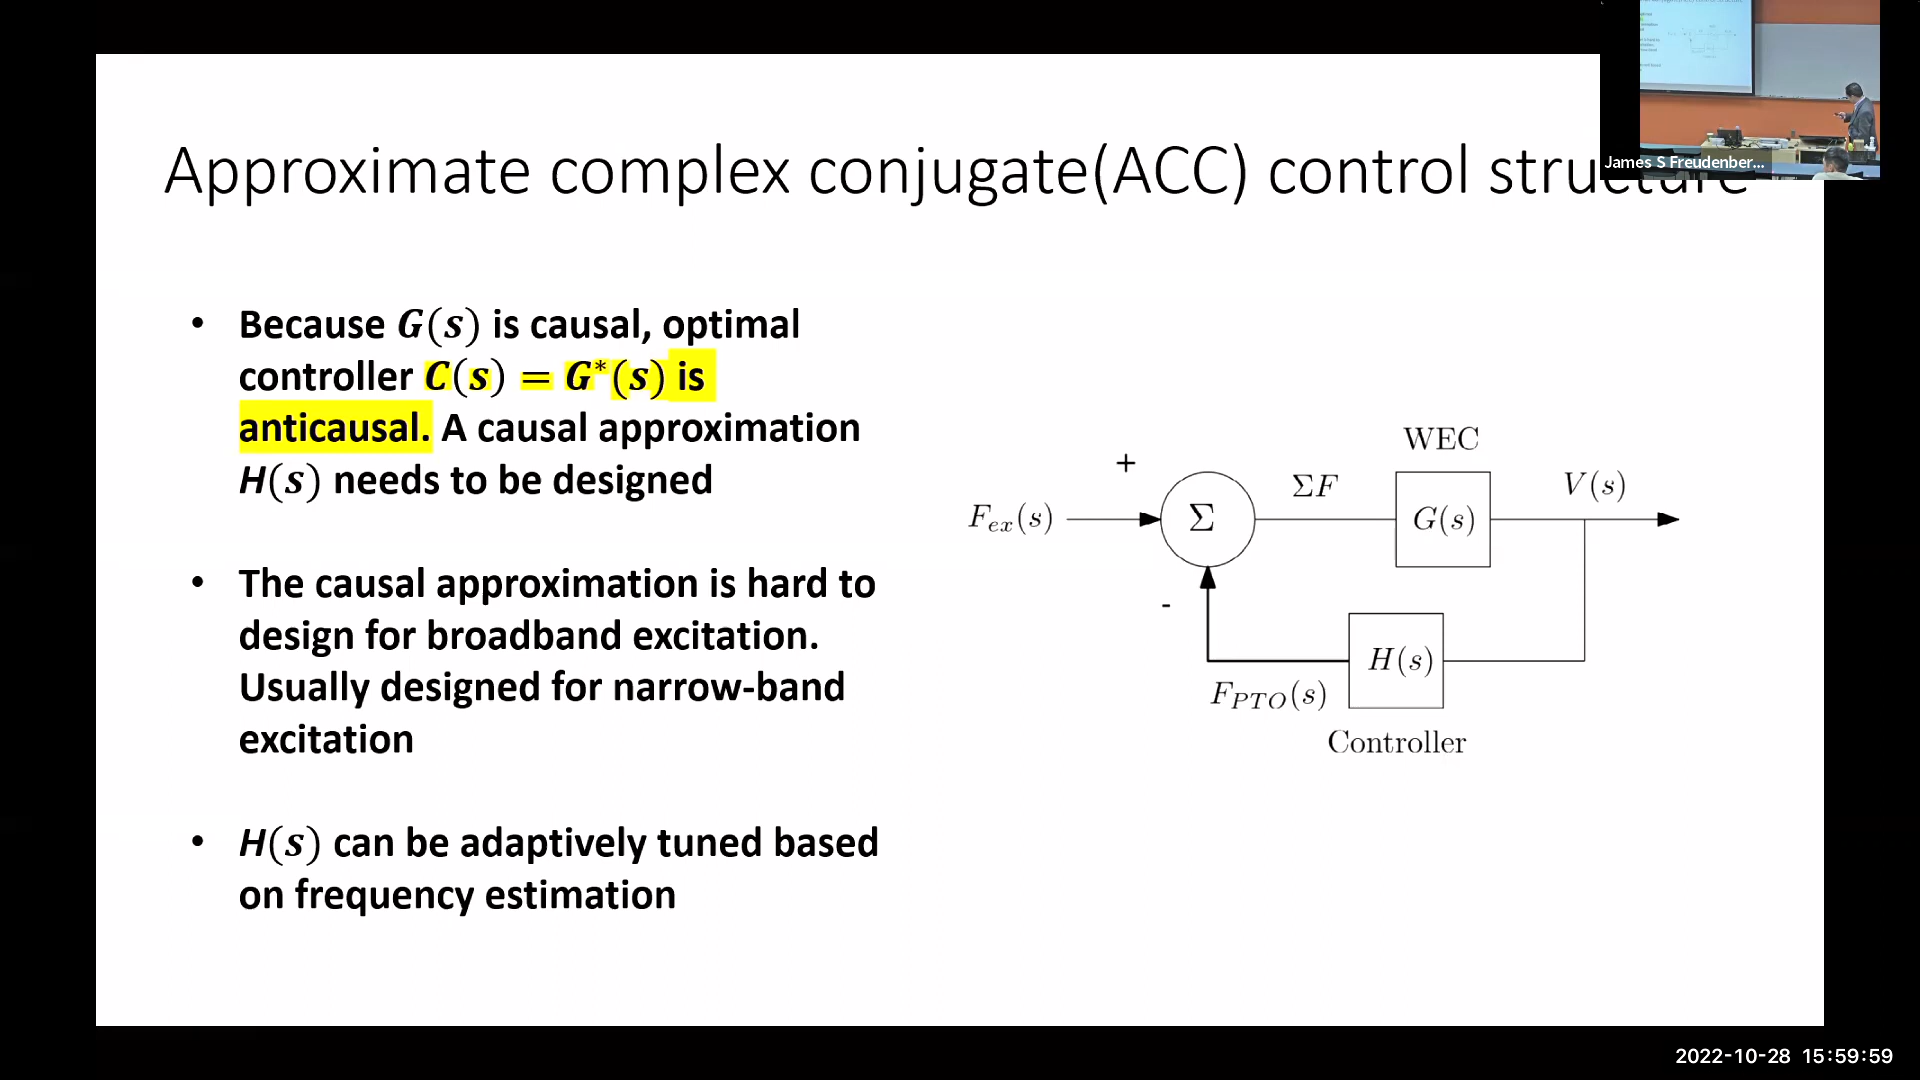 James S Freudenber...
Approximate complex conjugate(ACC) control structure
• Because G(s) is causal, optimal
controller C(s) = G*(s) is
anticausal. A causal approximation
H(s) needs to be designed
• The causal approximation is hard to
design for broadband excitation.
Usually designed for narrow-band
excitation
• H(s) can be adaptively tuned based
on frequency estimation
WEC
+
ΣF
V(s)
F_ex(s)
Σ
G(s)
-
H(s)
F_PTO(s)
Controller
2022-10-28 15:59:59